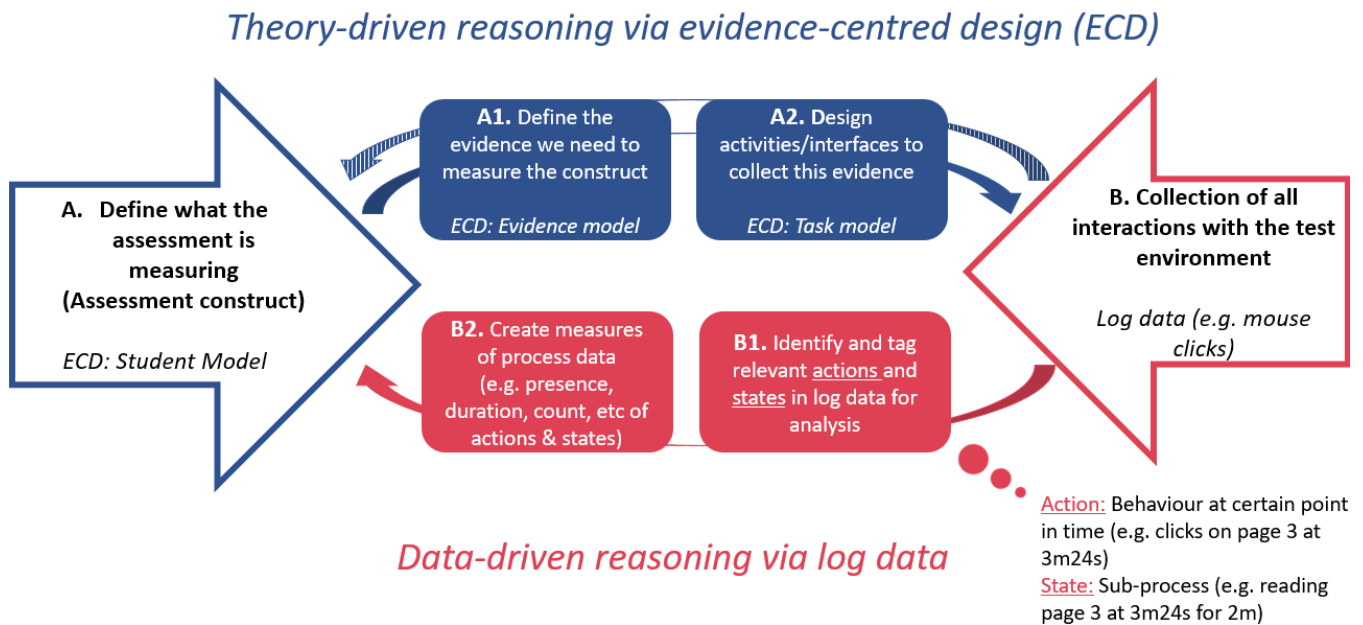 Theory-driven reasoning via evidence-centred design (ECD)
A. Define what the
assessment is
measuring
(Assessment construct)
ECD: Student Model
A1. Define the
evidence we need to
measure the construct
ECD: Evidence model
A2. Design
activities/interfaces to
collect this evidence
ECD: Task model
B. Collection of all
interactions with the test
environment
Log data (e.g. mouse
clicks)
B2. Create measures
of process data
(e.g. presence,
duration, count, etc of
actions & states)
B1. Identify and tag
relevant actions and
states in log data for
analysis
Action: Behaviour at certain point
in time (e.g. clicks on page 3 at
3m24s)
State: Sub-process (e.g. reading
page 3 at 3m24s for 2m)
Data-driven reasoning via log data